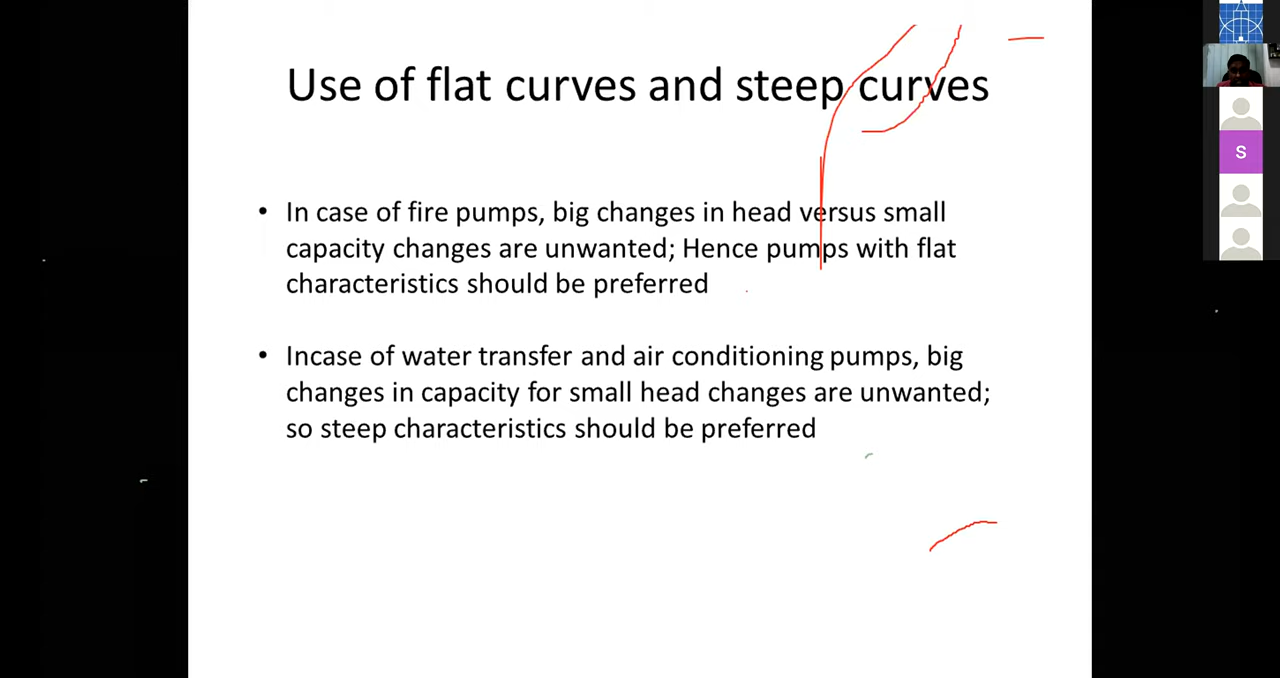 Use of flat curves and steep curves
• In case of fire pumps, big changes in head versus small
capacity changes are unwanted; Hence pumps with flat
characteristics should be preferred
• Incase of water transfer and air conditioning pumps, big
changes in capacity for small head changes are unwanted;
so steep characteristics should be preferred
S